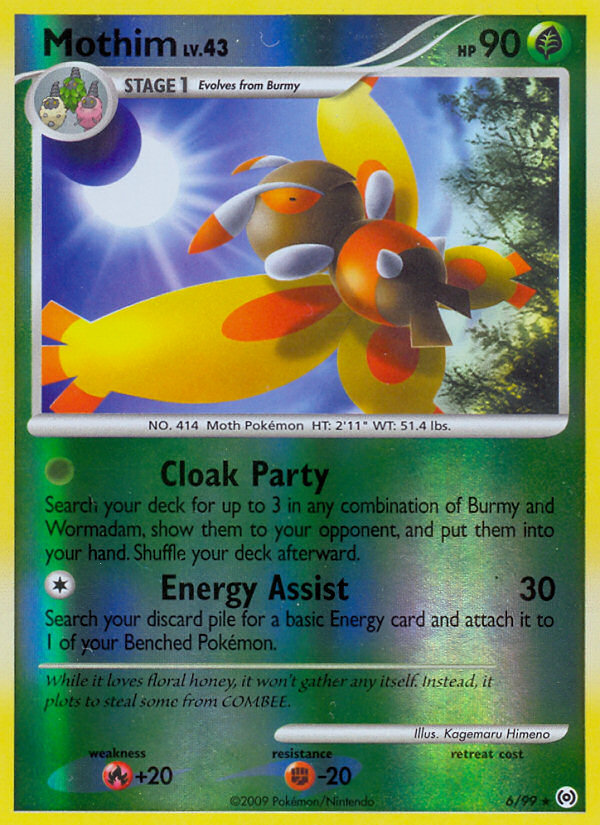 Mothim LV.43
HP 90
STAGE 1 Evolves from Burmy
NO. 414 Moth Pokémon HT: 2'11" WT: 51.4 lbs.
Cloak Party
Search your deck for up to 3 in any combination of Burmy and
Wormadam, show them to your opponent, and put them into
your hand. Shuffle your deck afterward.
Energy Assist 30
Search your discard pile for a basic Energy card and attach it to
1 of your Benched Pokémon.
While it loves floral honey, it won't gather any itself. Instead, it
plots to steal some from COMBEE.
Illus. Kagemaru Himeno
weakness resistance retreat cost
+20 -20
©2009 Pokémon/Nintendo 6/99 ★